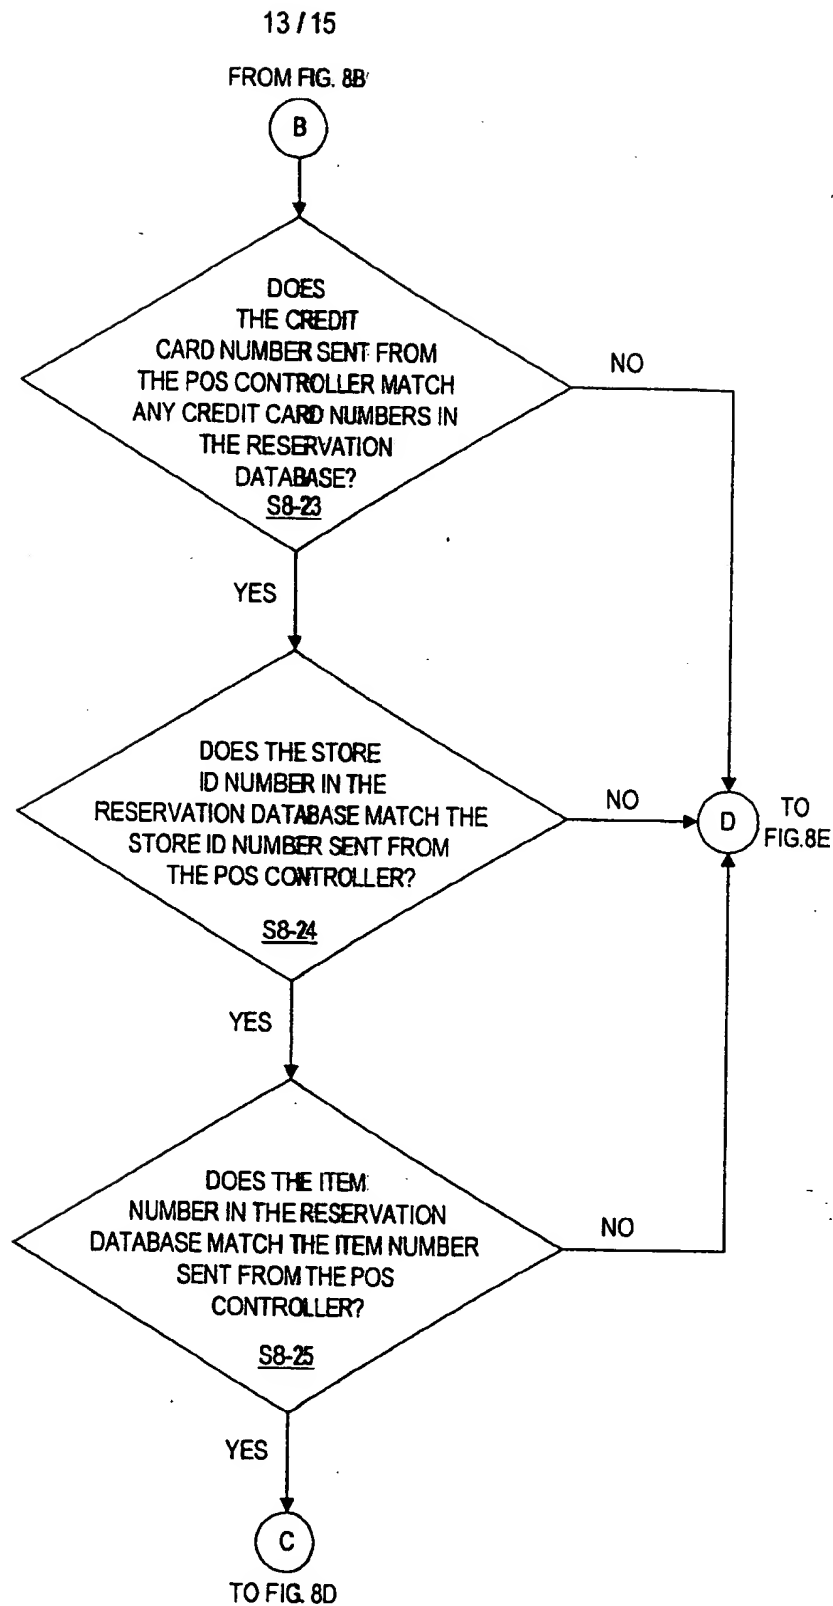 13 / 15
FROM FIG. 8B
B
DOES
THE CREDIT
CARD NUMBER SENT FROM
THE POS CONTROLLER MATCH
ANY CREDIT CARD NUMBERS IN
THE RESERVATION
DATABASE?
S8-23
NO
YES
DOES THE STORE
ID NUMBER IN THE
RESERVATION DATABASE MATCH THE
STORE ID NUMBER SENT FROM
THE POS CONTROLLER?
S8-24
NO
D
TO
FIG.8E
YES
DOES THE ITEM
NUMBER IN THE RESERVATION
DATABASE MATCH THE ITEM NUMBER
SENT FROM THE POS
CONTROLLER?
S8-25
NO
YES
C
TO FIG. 8D